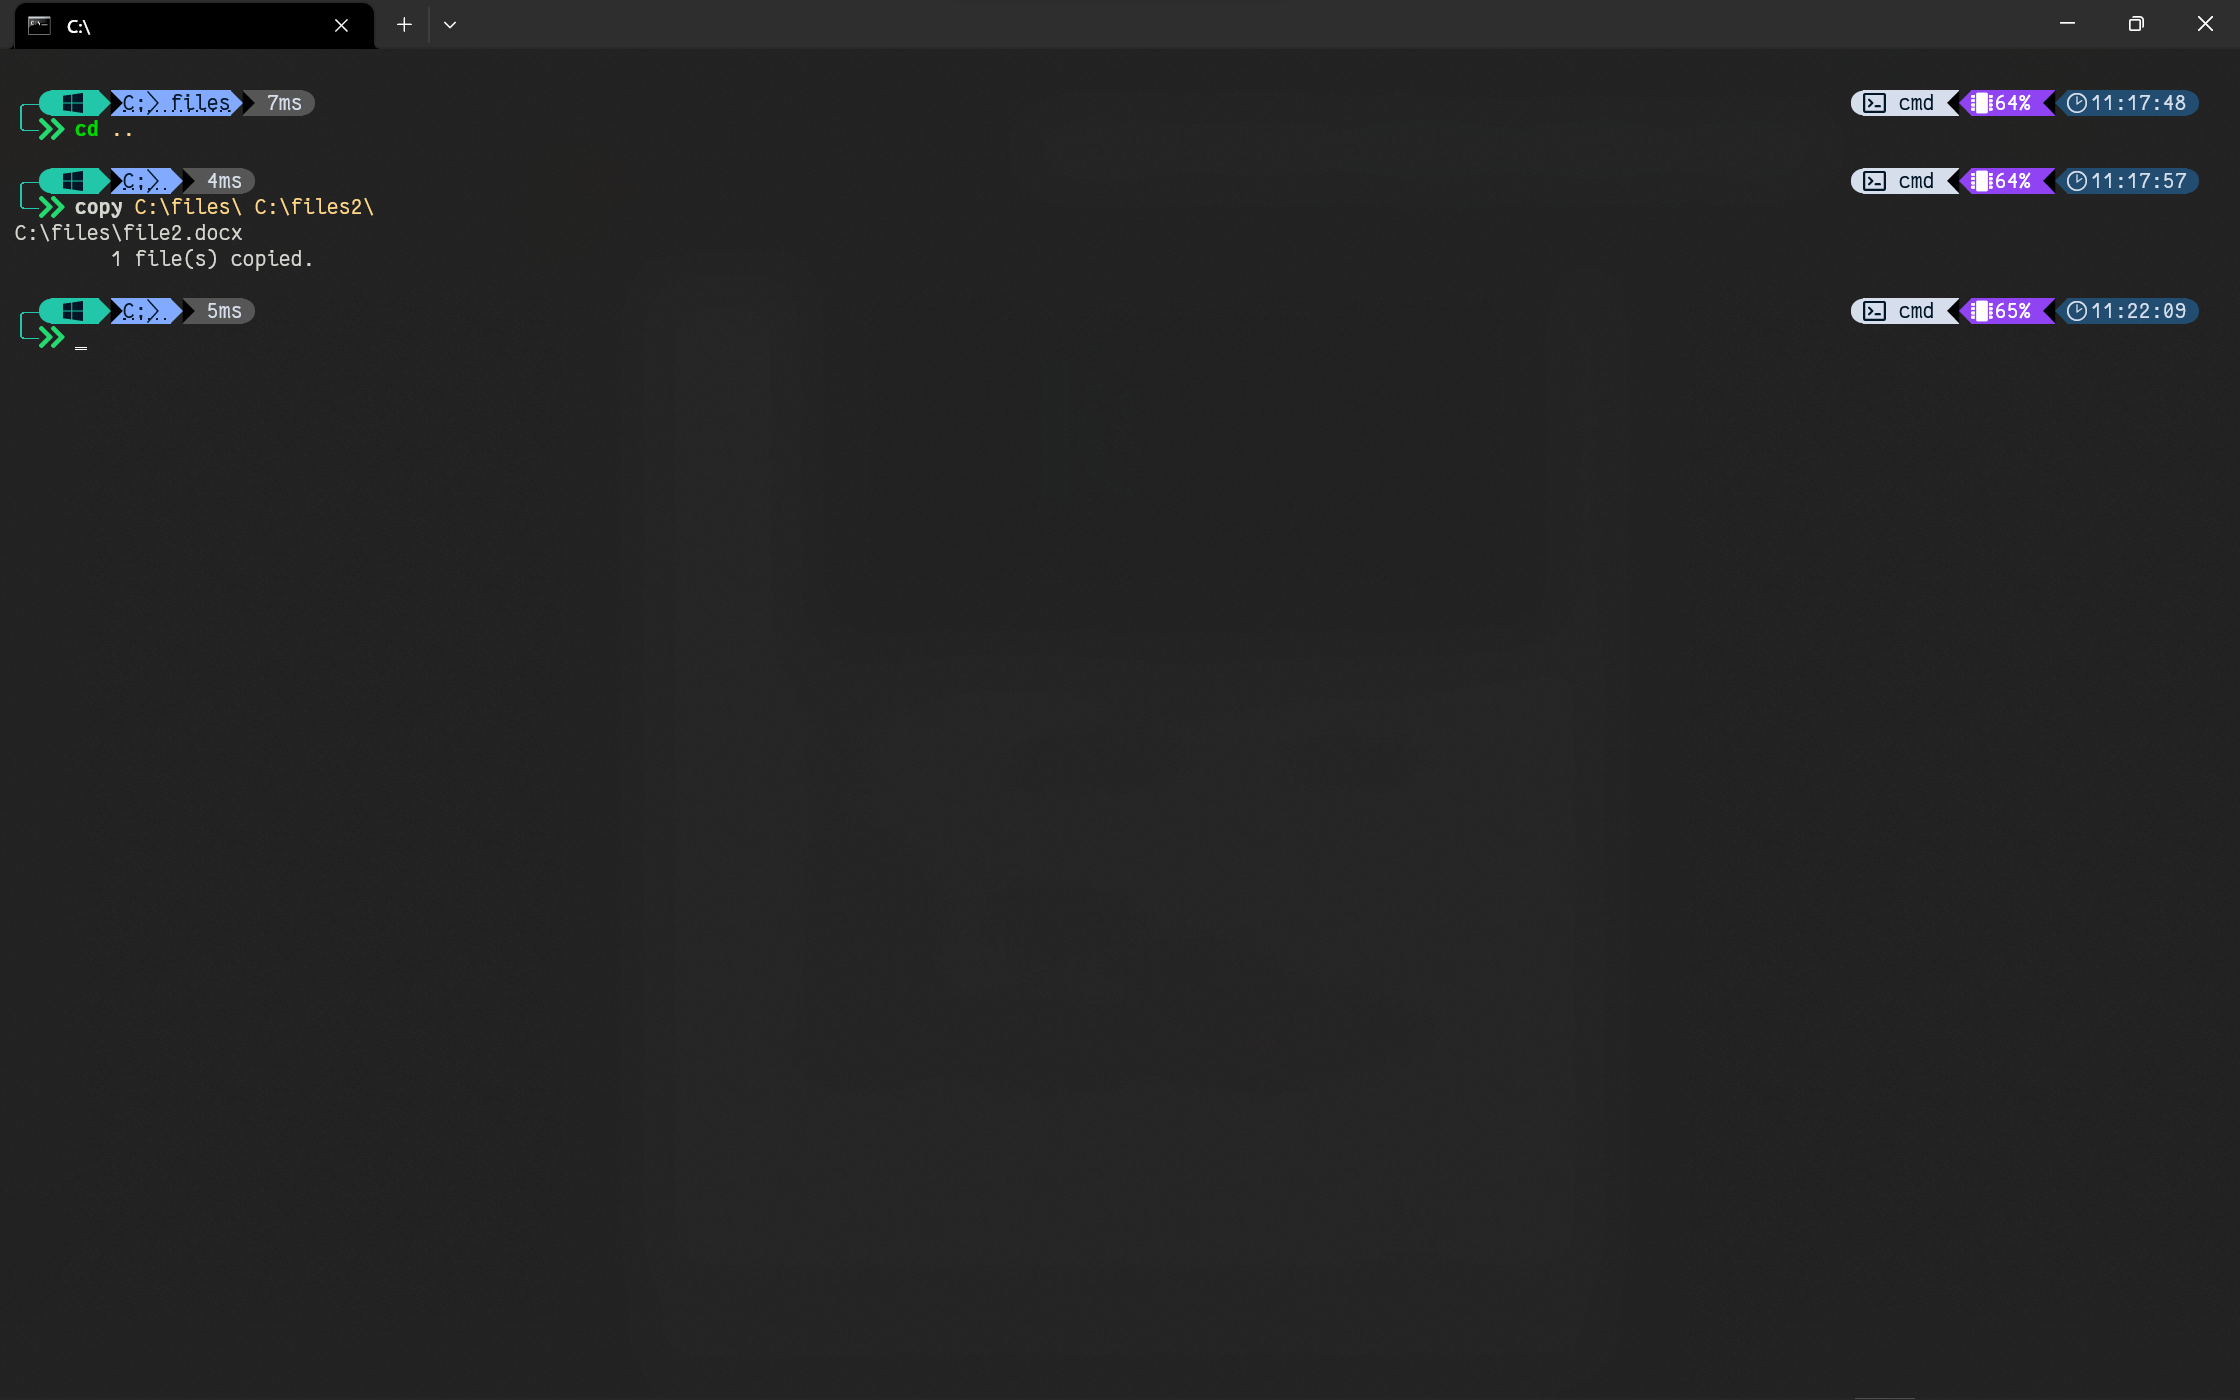 C:\
C: files 7ms cmd 64% 11:17:48
cd ..
C: 4ms cmd 64% 11:17:57
copy C:\files\ C:\files2\
C:\files\file2.docx
1 file(s) copied.
C: 5ms cmd 65% 11:22:09